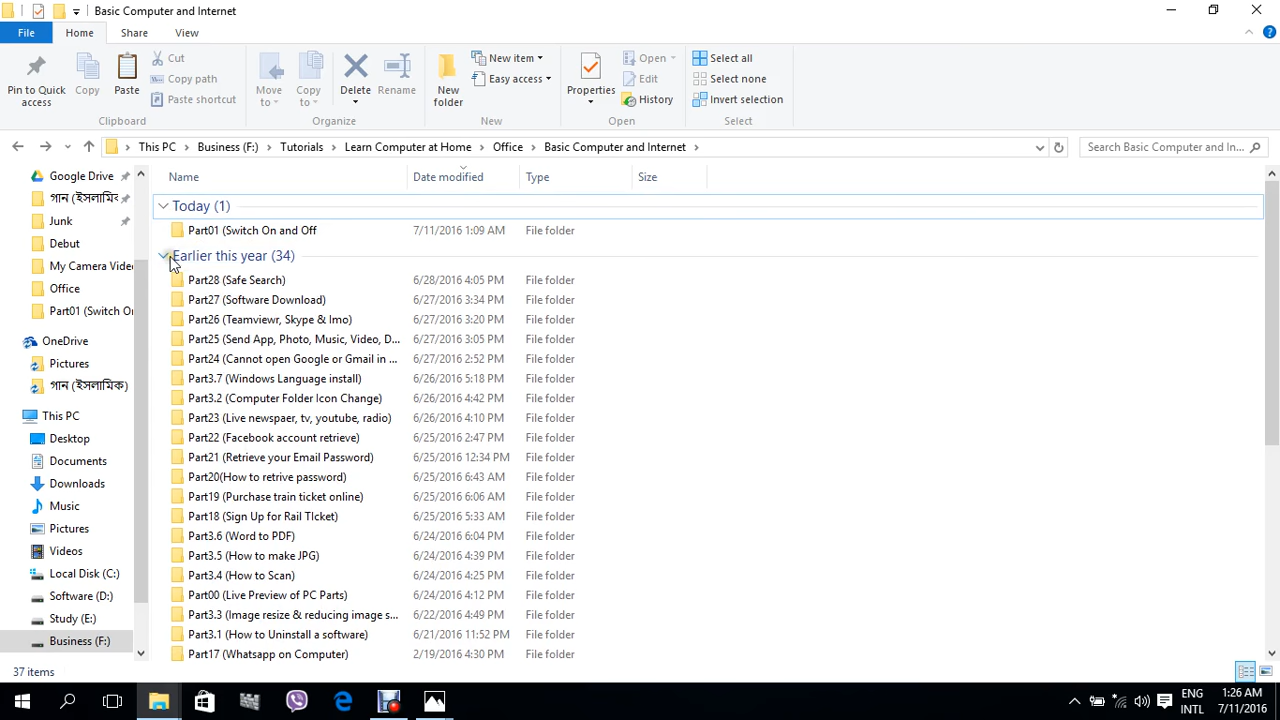 Basic Computer and Internet
File Home Share View
Pin to Quick access
Copy
Paste
Cut
Copy path
Paste shortcut
Clipboard
Move to
Copy to
Delete
Rename
Organize
New folder
New item
Easy access
New
Properties
Open
Edit
History
Open
Select all
Select none
Invert selection
Select
This PC > Business (F:) > Tutorials > Learn Computer at Home > Office > Basic Computer and Internet >
Search Basic Computer and In...
Google Drive
গান (ইসলামিক
Junk
Debut
My Camera Vide
Office
Part01 (Switch Or
OneDrive
Pictures
গান (ইসলামিক)
This PC
Desktop
Documents
Downloads
Music
Pictures
Videos
Local Disk (C:)
Software (D:)
Study (E:)
Business (F:)
Name Date modified Type Size
Today (1)
Part01 (Switch On and Off 7/11/2016 1:09 AM File folder
Earlier this year (34)
Part28 (Safe Search) 6/28/2016 4:05 PM File folder
Part27 (Software Download) 6/27/2016 3:34 PM File folder
Part26 (Teamviewr, Skype & Imo) 6/27/2016 3:20 PM File folder
Part25 (Send App, Photo, Music, Video, D... 6/27/2016 3:05 PM File folder
Part24 (Cannot open Google or Gmail in ... 6/27/2016 2:52 PM File folder
Part3.7 (Windows Language install) 6/26/2016 5:18 PM File folder
Part3.2 (Computer Folder Icon Change) 6/26/2016 4:42 PM File folder
Part23 (Live newspaer, tv, youtube, radio) 6/26/2016 4:10 PM File folder
Part22 (Facebook account retrieve) 6/25/2016 2:47 PM File folder
Part21 (Retrieve your Email Password) 6/25/2016 12:34 PM File folder
Part20(How to retrive password) 6/25/2016 6:43 AM File folder
Part19 (Purchase train ticket online) 6/25/2016 6:06 AM File folder
Part18 (Sign Up for Rail TIcket) 6/25/2016 5:33 AM File folder
Part3.6 (Word to PDF) 6/24/2016 6:04 PM File folder
Part3.5 (How to make JPG) 6/24/2016 4:39 PM File folder
Part3.4 (How to Scan) 6/24/2016 4:25 PM File folder
Part00 (Live Preview of PC Parts) 6/24/2016 4:12 PM File folder
Part3.3 (Image resize & reducing image s... 6/22/2016 4:49 PM File folder
Part3.1 (How to Uninstall a software) 6/21/2016 11:52 PM File folder
Part17 (Whatsapp on Computer) 2/19/2016 4:30 PM File folder
37 items
ENG
INTL
1:26 AM
7/11/2016